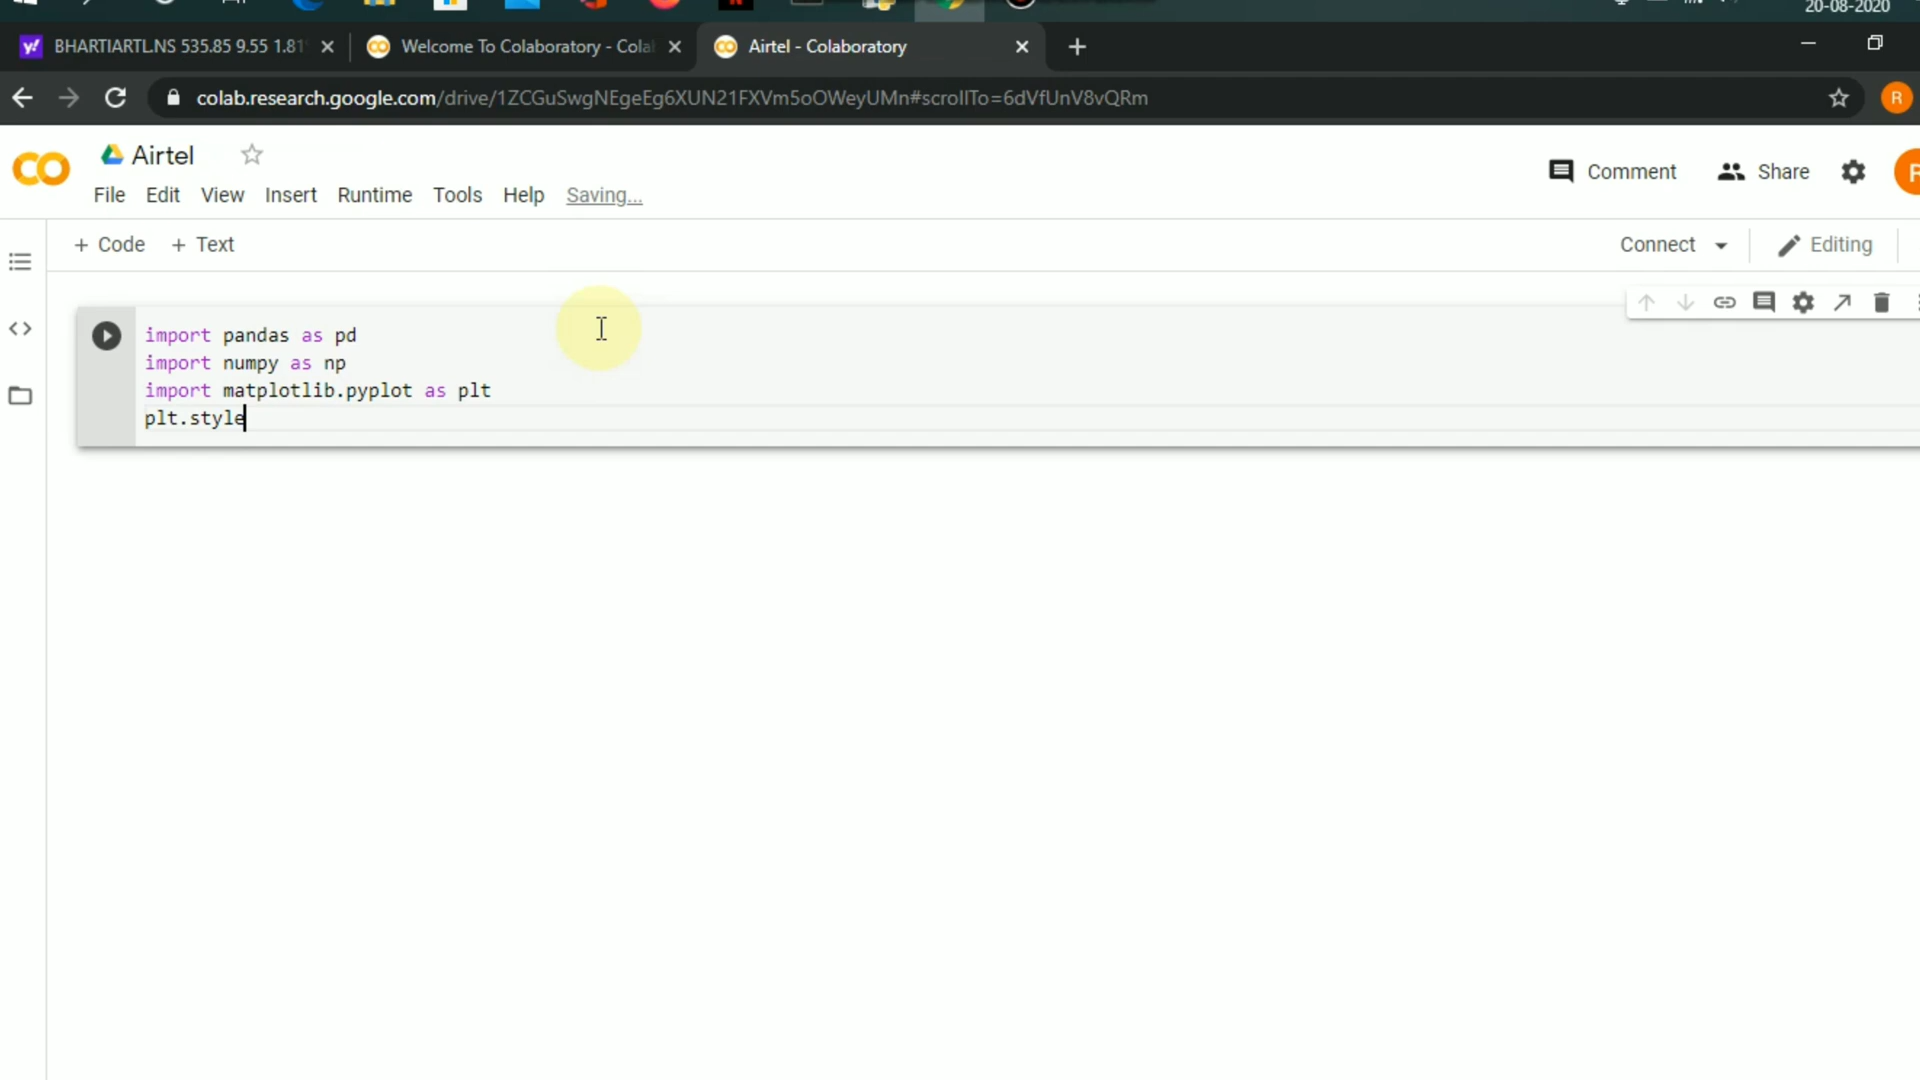 20-08-2020
BHARTIARTL.NS 535.85 9.55 1.81
Welcome To Colaboratory - Cola
Airtel - Colaboratory
colab.research.google.com/drive/1ZCGuSwgNEgeEg6XUN21FXVm5oOWeyUMn#scrollTo=6dVfUnV8vQRm
R
Airtel
Comment
Share
File
Edit
View
Insert
Runtime
Tools
Help
Saving...
+ Code
+ Text
Connect
Editing
import pandas as pd
import numpy as np
import matplotlib.pyplot as plt
plt.style